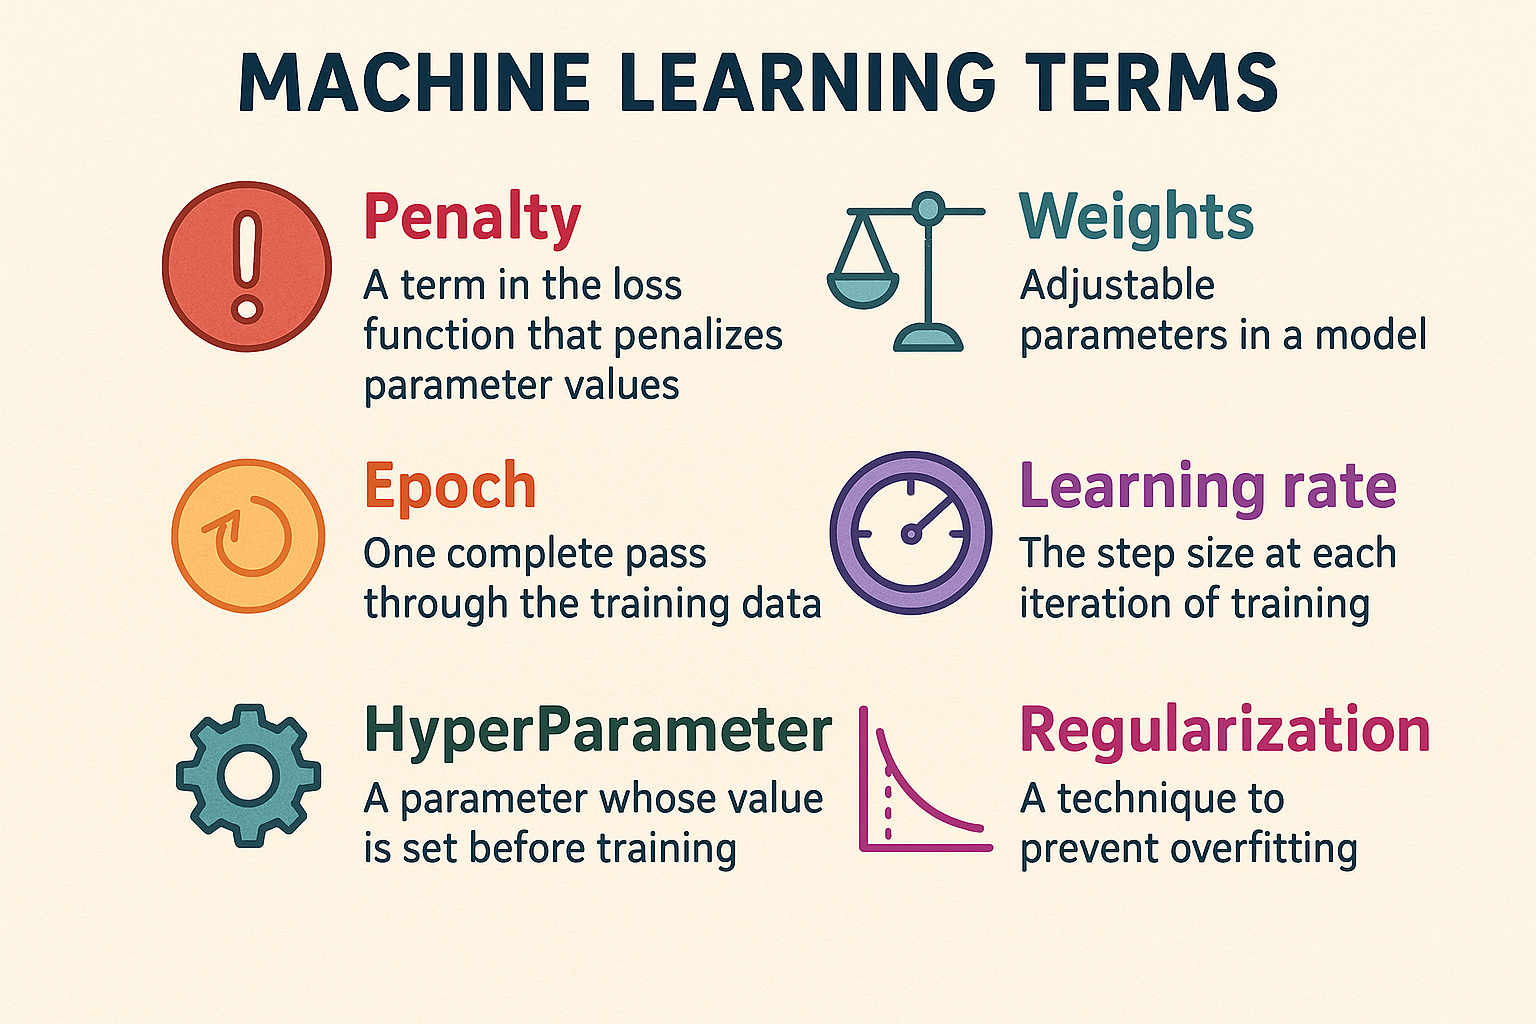 MACHINE LEARNING TERMS
Penalty
A term in the loss
function that penalizes
parameter values
Weights
Adjustable
parameters in a model
Epoch
One complete pass
through the training data
Learning rate
The step size at each
iteration of training
HyperParameter
A parameter whose value
is set before training
Regularization
A technique to
prevent overfitting